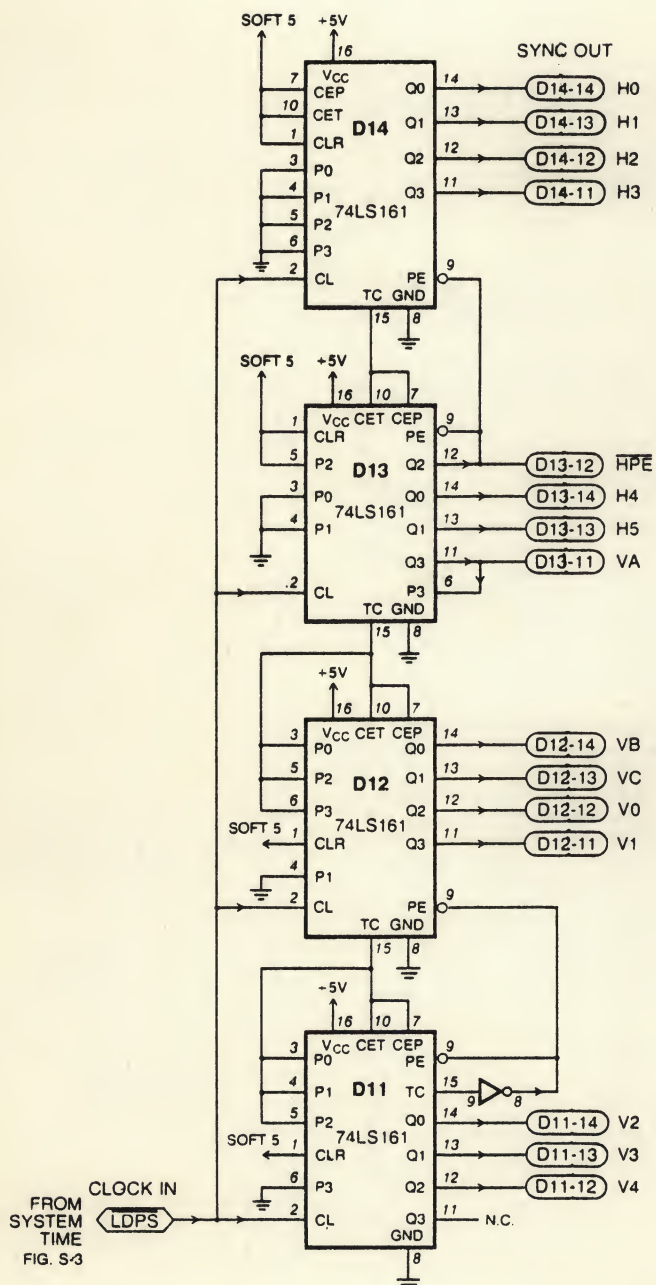 SOFT 5 +5V
SYNC OUT
16
7 VCC Q0 14 D14-14 H0
CEP
10 CET D14 Q1 13 D14-13 H1
1 CLR
3 P0 Q2 12 D14-12 H2
4 P1 Q3 11 D14-11 H3
5 P2 74LS161
6 P3
2 CL PE 9
TC GND
15 8
SOFT 5 +5V
16 10 7
VCC CET CEP
1 CLR PE 9
5 P2 D13 Q2 12 D13-12 HPE
3 P0 Q0 14 D13-14 H4
74LS161
4 P1 Q1 13 D13-13 H5
Q3 11 D13-11 VA
.2 CL P3 6
TC GND
15 8
+5V
16 10 7
VCC CET CEP
3 P0 Q0 14 D12-14 VB
5 P2 D12 Q1 13 D12-13 VC
6 P3 Q2 12 D12-12 V0
74LS161
SOFT 5 1 CLR Q3 11 D12-11 V1
4 P1
2 CL PE 9
TC GND
15 8
+5V
16 10 7
VCC CET CEP
3 P0 PE 9
4 P1 D11 TC 15 9 8
5 P2 Q0 14 D11-14 V2
74LS161
SOFT 5 1 CLR Q1 13 D11-13 V3
6 P3 Q2 12 D11-12 V4
CLOCK IN
FROM
SYSTEM
TIME
FIG. S-3
LDPS 2 CL Q3 11 N.C.
GND
8